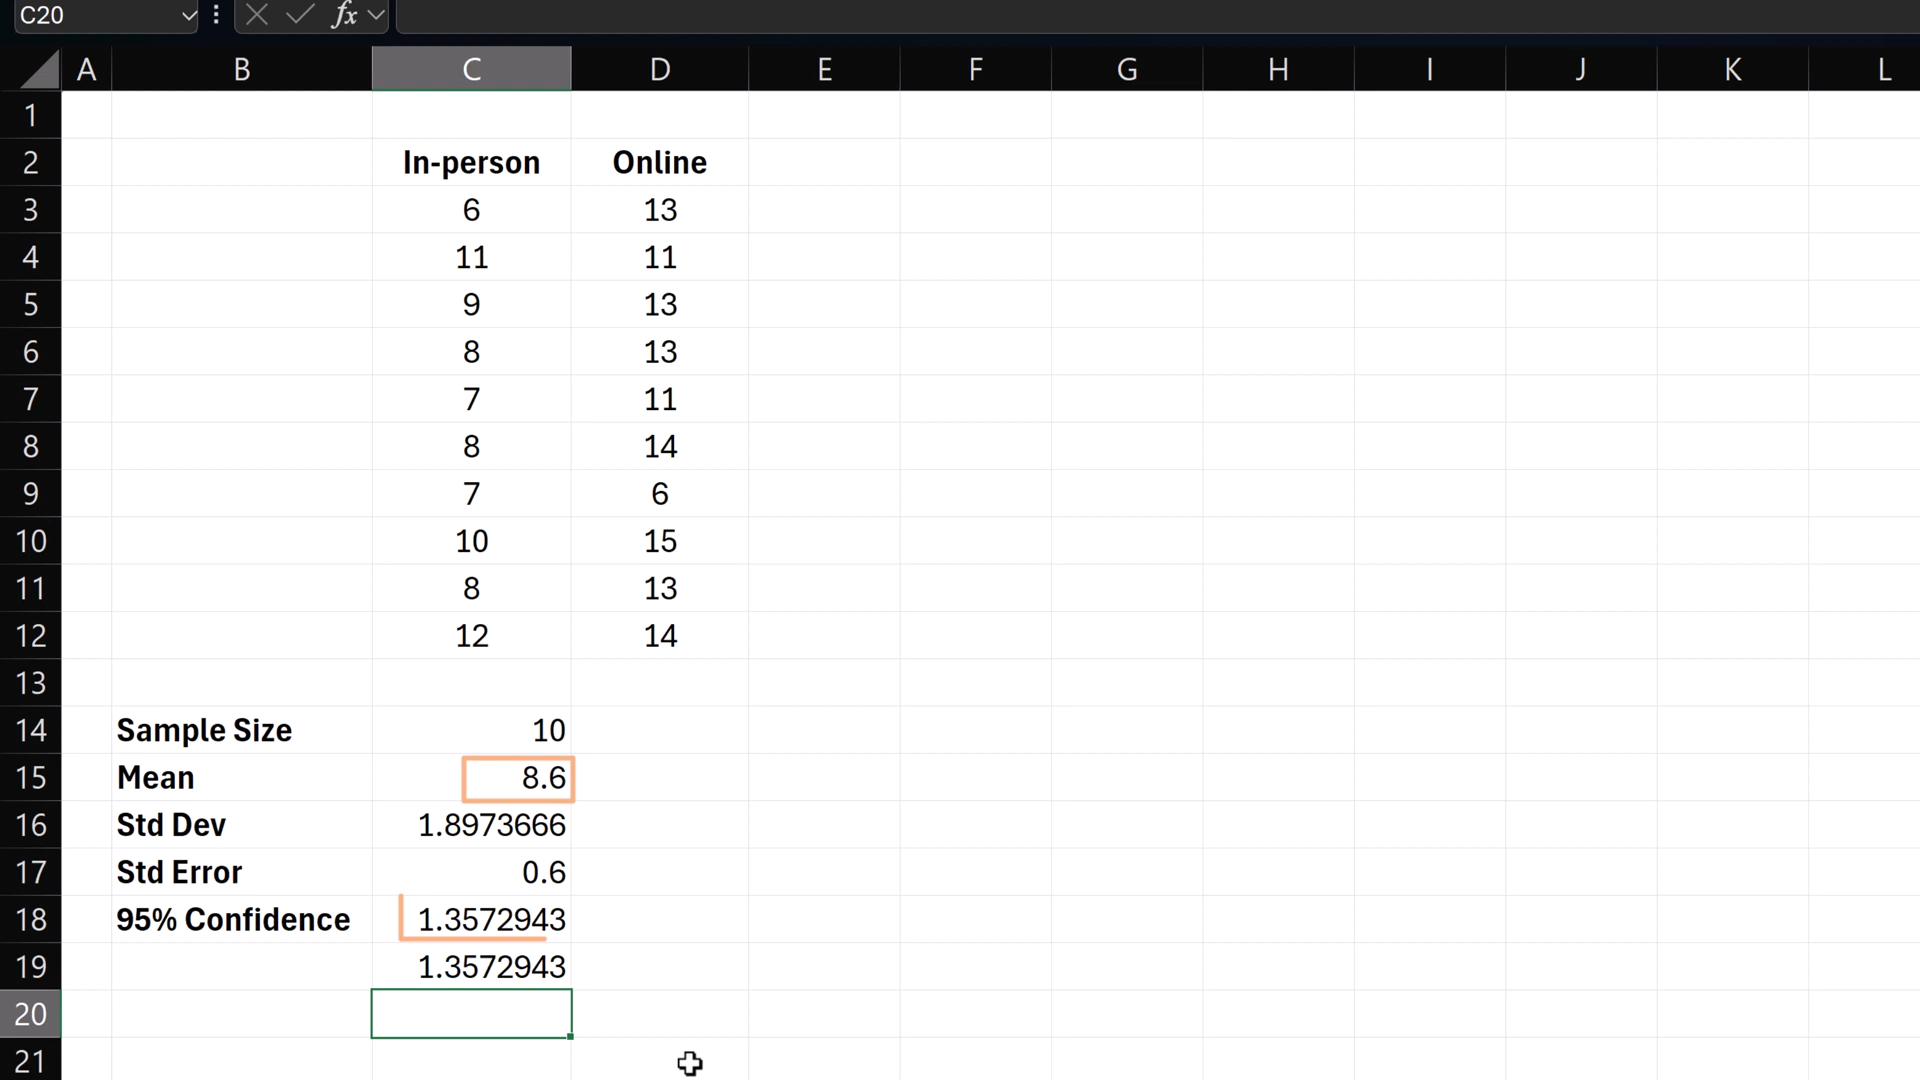 C20 fx
A B C D E F G H I J K L
1
2 In-person Online
3 6 13
4 11 11
5 9 13
6 8 13
7 7 11
8 8 14
9 7 6
10 10 15
11 8 13
12 12 14
13
14 Sample Size 10
15 Mean 8.6
16 Std Dev 1.8973666
17 Std Error 0.6
18 95% Confidence 1.3572943
19 1.3572943
20
21